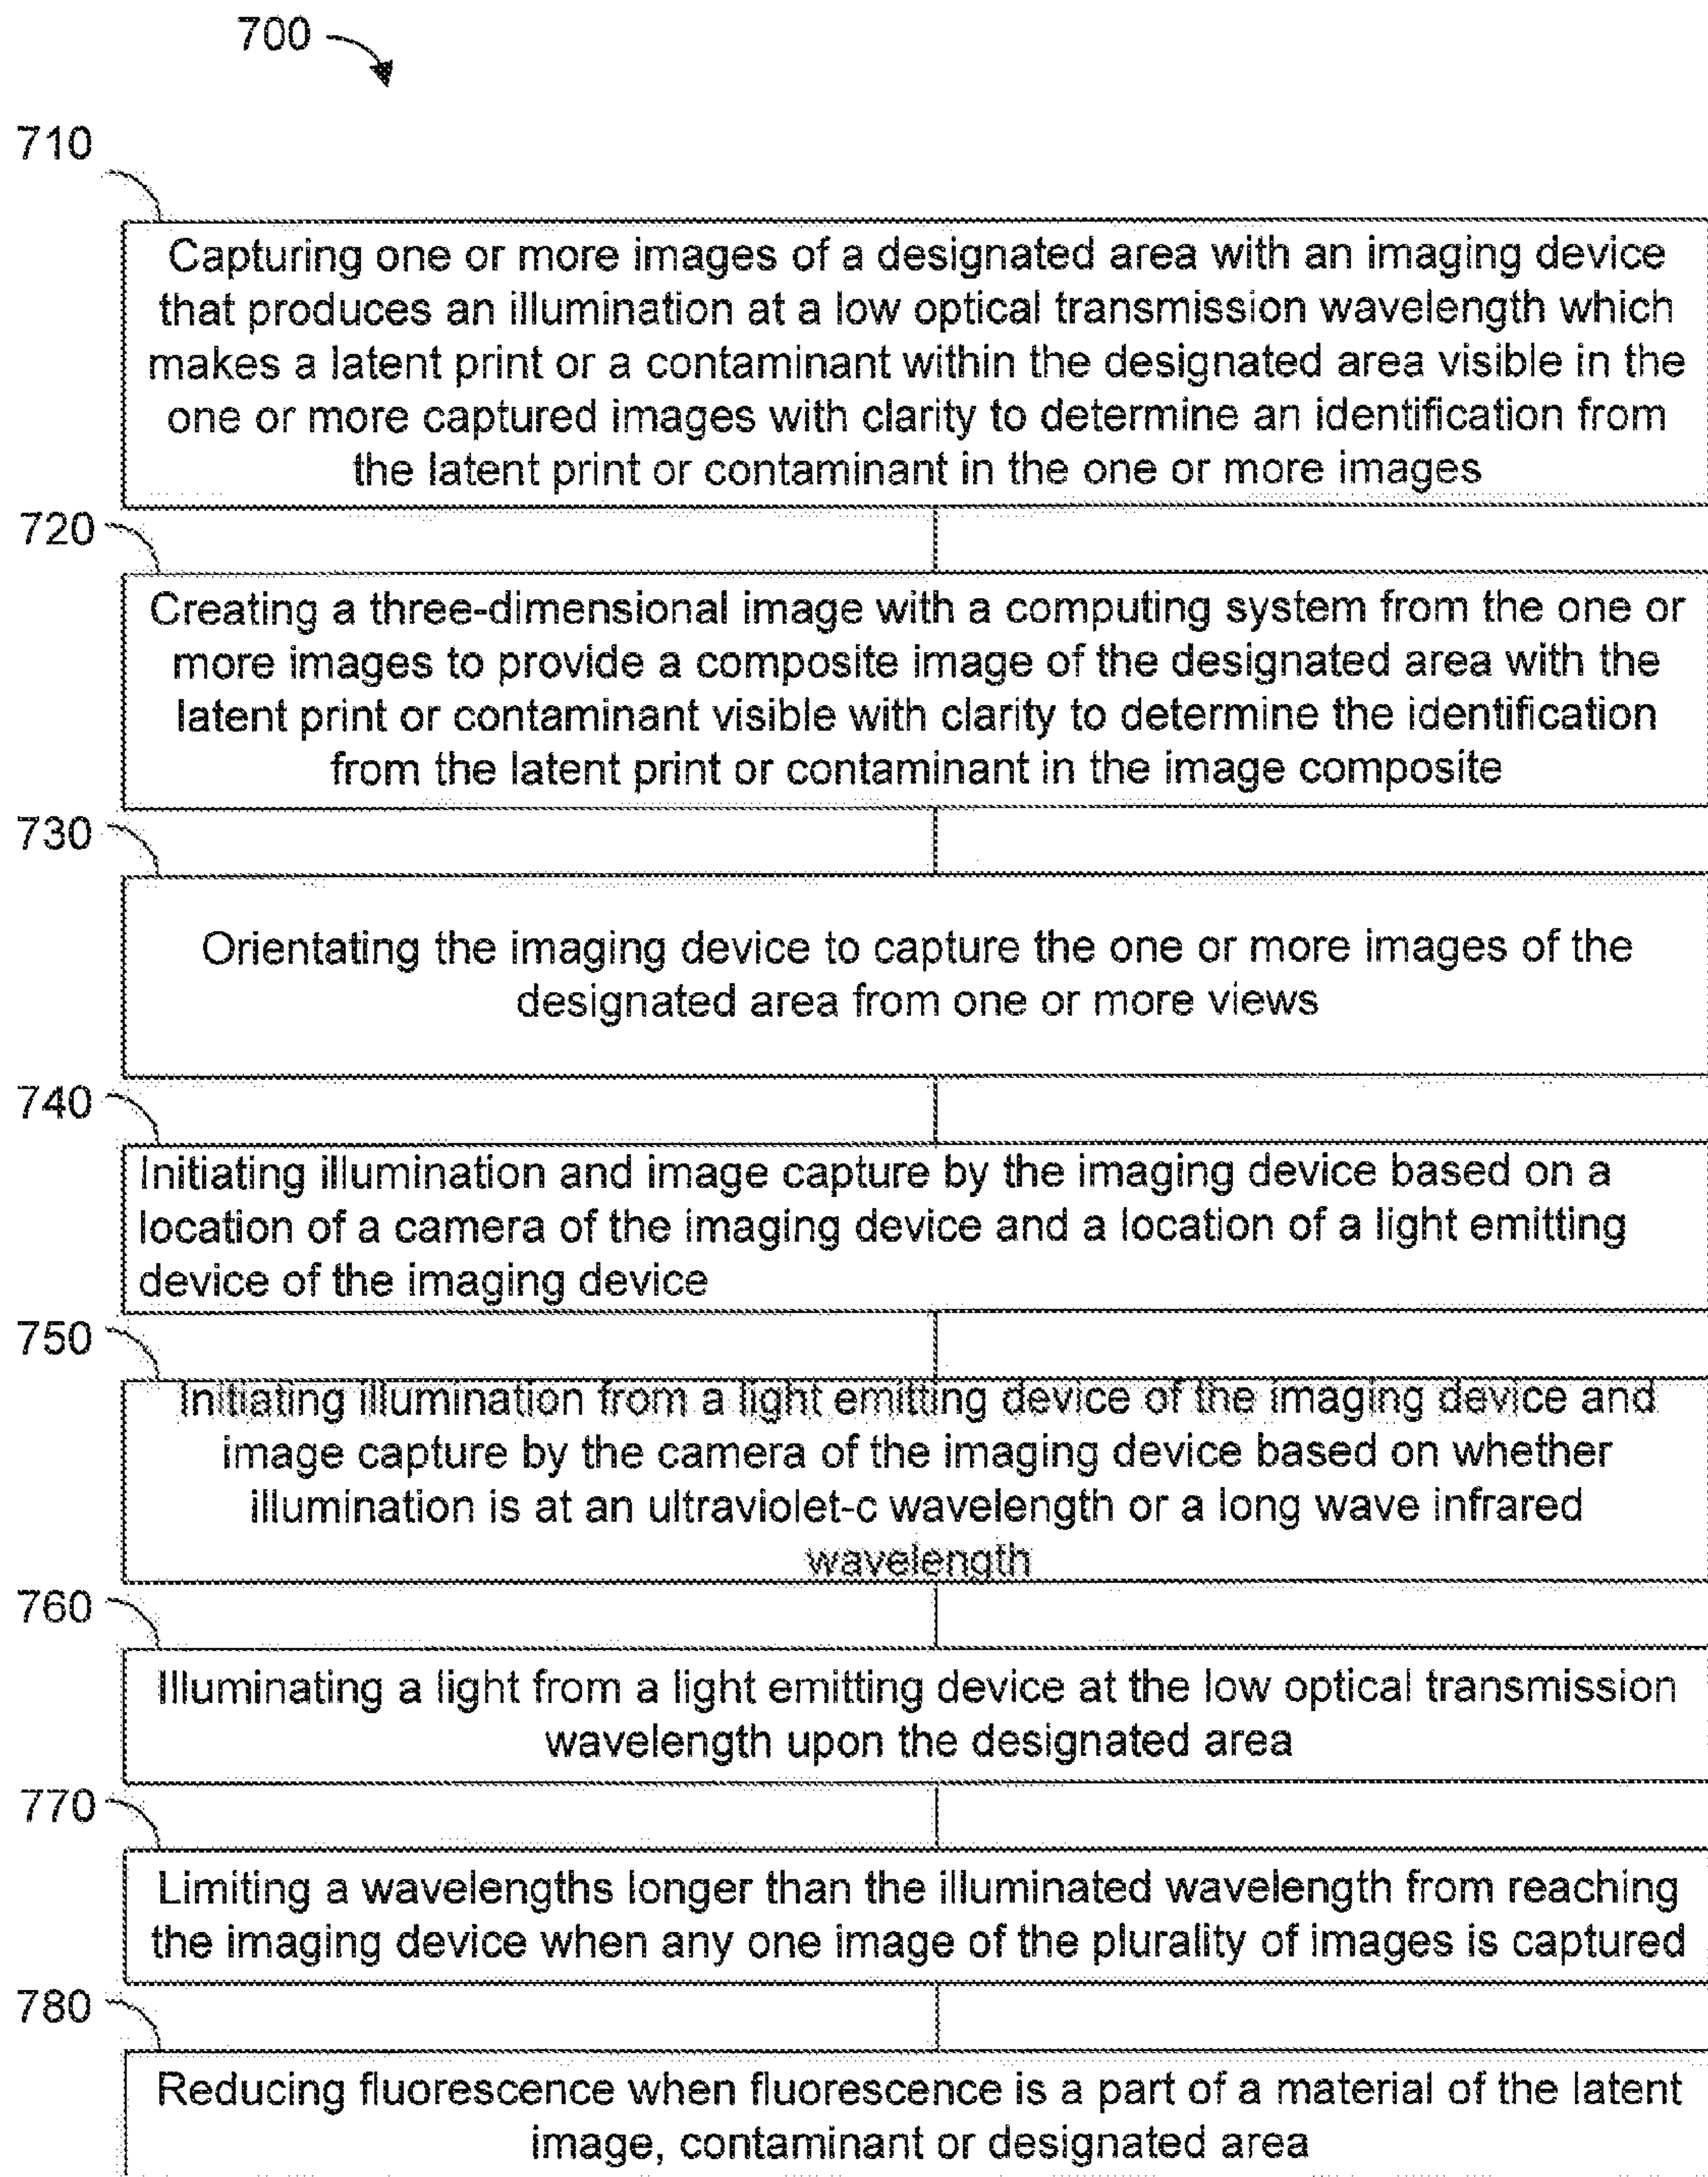 700
710
Capturing one or more images of a designated area with an imaging device
that produces an illumination at a low optical transmission wavelength which
makes a latent print or a contaminant within the designated area visible in the
one or more captured images with clarity to determine an identification from
the latent print or contaminant in the one or more images
720
Creating a three-dimensional image with a computing system from the one or
more images to provide a composite image of the designated area with the
latent print or contaminant visible with clarity to determine the identification
from the latent print or contaminant in the image composite
730
Orientating the imaging device to capture the one or more images of the
designated area from one or more views
740
Initiating illumination and image capture by the imaging device based on a
location of a camera of the imaging device and a location of a light emitting
device of the imaging device
750
Initiating illumination from a light emitting device of the imaging device and
image capture by the camera of the imaging device based on whether
illumination is at an ultraviolet-c wavelength or a long wave infrared
wavelength
760
Illuminating a light from a light emitting device at the low optical transmission
wavelength upon the designated area
770
Limiting a wavelengths longer than the illuminated wavelength from reaching
the imaging device when any one image of the plurality of images is captured
780
Reducing fluorescence when fluorescence is a part of a material of the latent
image, contaminant or designated area